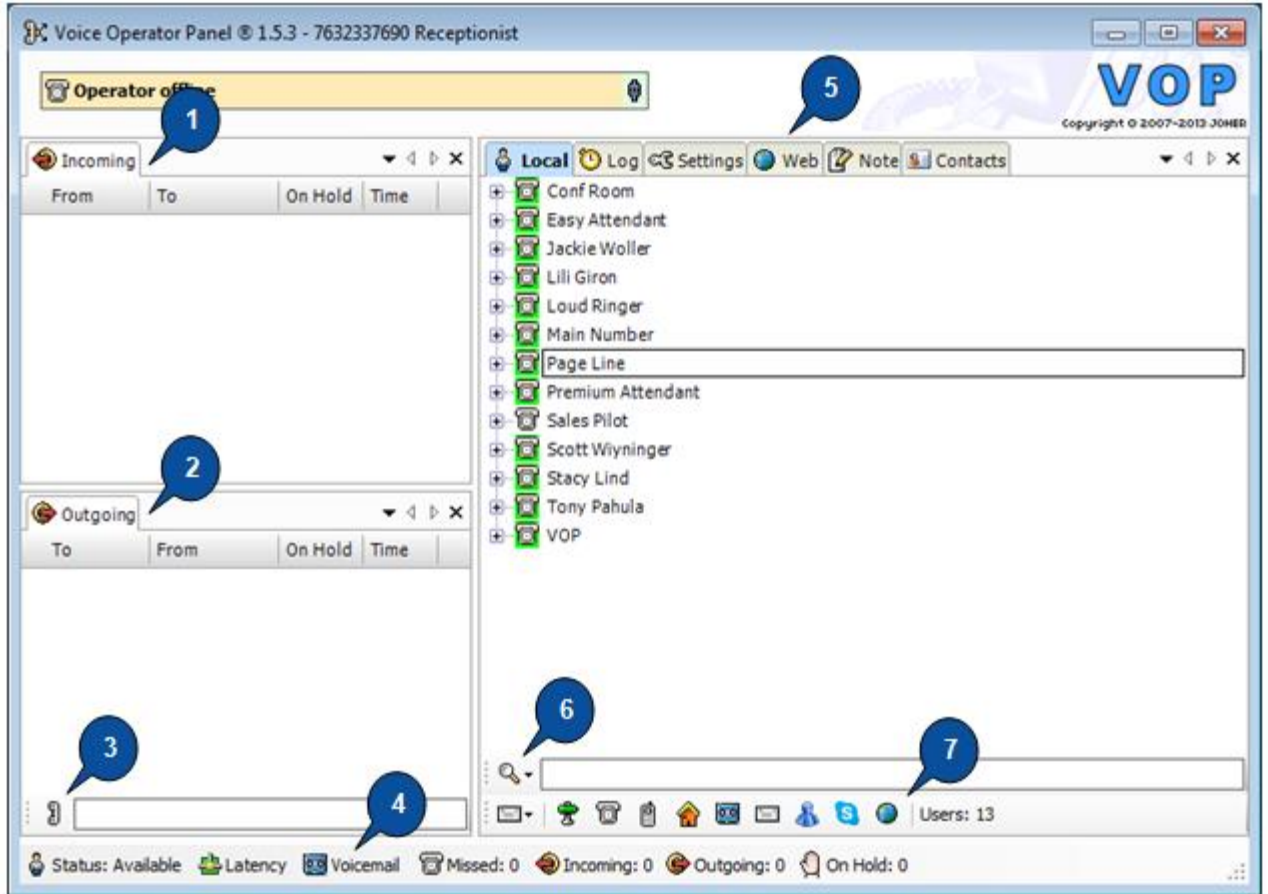 Voice Operator Panel ® 1.5.3 - 7632337690 Receptionist
Operator offline
VOP
Copyright © 2007-2013 JOHER
1
5
Incoming
From To On Hold Time
Local Log Settings Web Note Contacts
Conf Room
Easy Attendant
Jackie Woller
Lili Giron
Loud Ringer
Main Number
Page Line
Premium Attendant
Sales Pilot
Scott Wiyninger
Stacy Lind
Tony Pahula
VOP
2
Outgoing
To From On Hold Time
6
3
7
4
Users: 13
Status: Available Latency Voicemail Missed: 0 Incoming: 0 Outgoing: 0 On Hold: 0